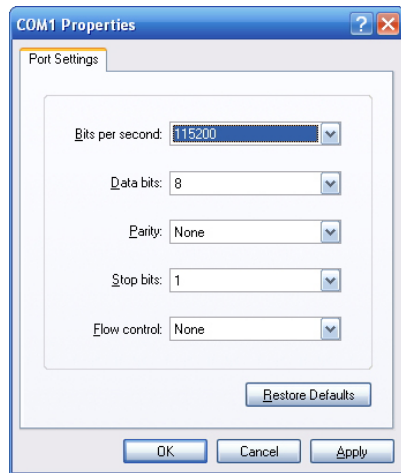 COM1 Properties
Port Settings
Bits per second: 115200
Data bits: 8
Parity: None
Stop bits: 1
Flow control: None
Restore Defaults
OK Cancel Apply